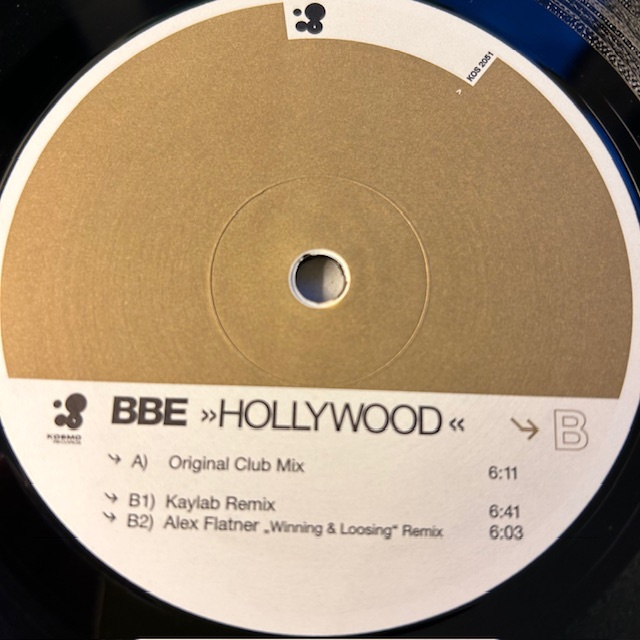 KOS 2051
KOSMO
RECORDS
BBE »HOLLYWOOD« B
A) Original Club Mix 6:11
B1) Kaylab Remix 6:41
B2) Alex Flatner „Winning & Loosing“ Remix 6:03